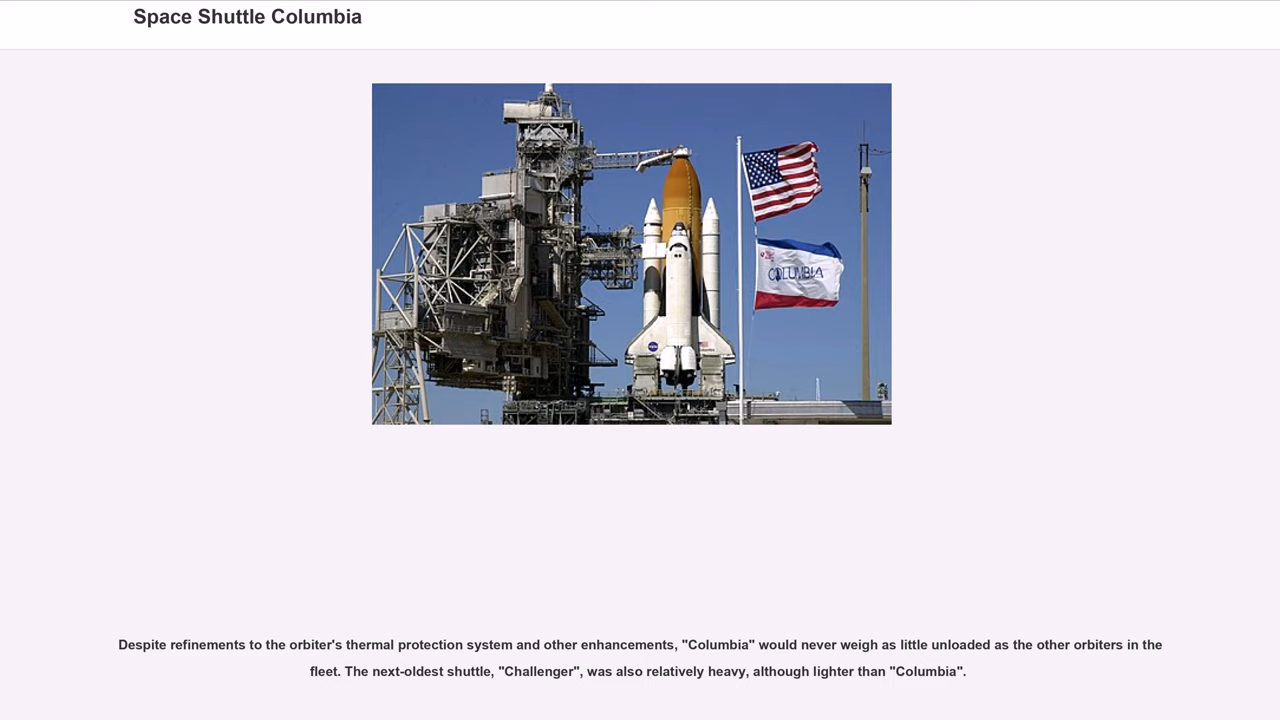 Space Shuttle Columbia
COLUMBIA
Despite refinements to the orbiter's thermal protection system and other enhancements, "Columbia" would never weigh as little unloaded as the other orbiters in the
fleet. The next-oldest shuttle, "Challenger", was also relatively heavy, although lighter than "Columbia".